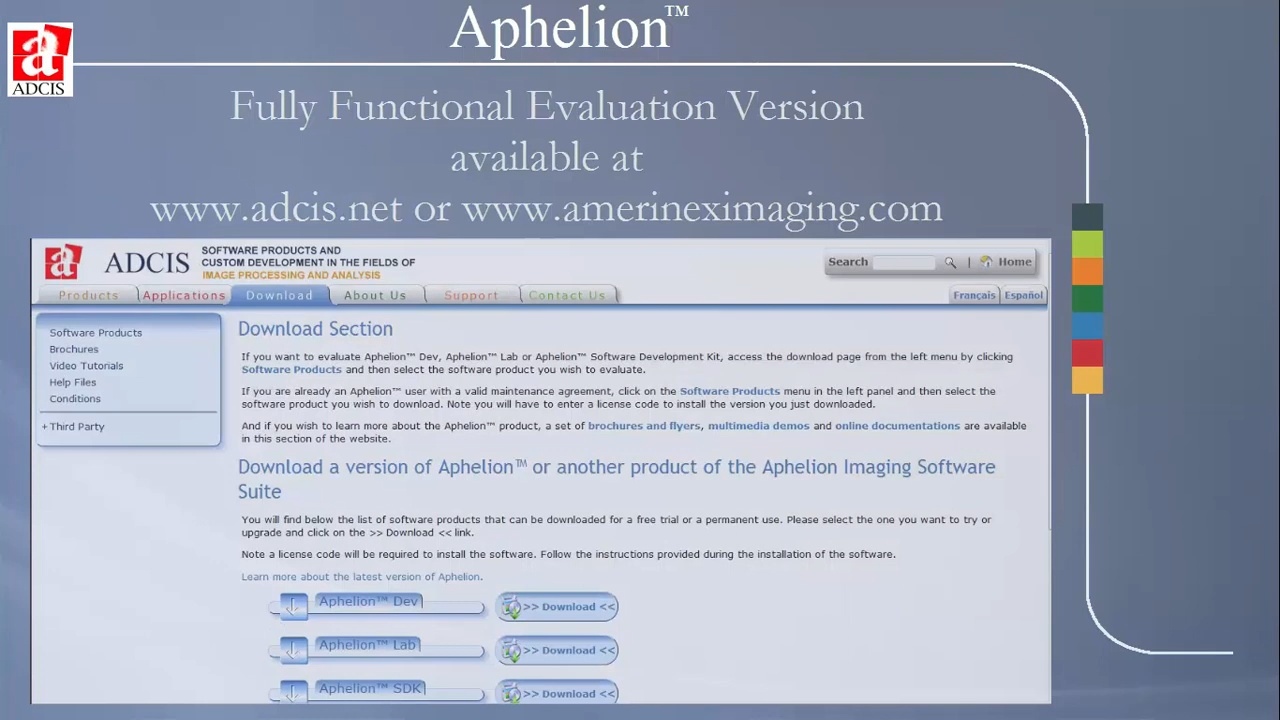 Aphelion™
ADCIS
Fully Functional Evaluation Version
available at
www.adcis.net or www.amerineximaging.com
ADCIS
SOFTWARE PRODUCTS AND
CUSTOM DEVELOPMENT IN THE FIELDS OF
IMAGE PROCESSING AND ANALYSIS
Search | Home
Products Applications Download About Us Support Contact Us Français Español
Software Products
Brochures
Video Tutorials
Help Files
Conditions
+ Third Party
Download Section
If you want to evaluate Aphelion™ Dev, Aphelion™ Lab or Aphelion™ Software Development Kit, access the download page from the left menu by clicking
Software Products and then select the software product you wish to evaluate.
If you are already an Aphelion™ user with a valid maintenance agreement, click on the Software Products menu in the left panel and then select the
software product you wish to download. Note you will have to enter a license code to install the version you just downloaded.
And if you wish to learn more about the Aphelion™ product, a set of brochures and flyers, multimedia demos and online documentations are available
in this section of the website.
Download a version of Aphelion™ or another product of the Aphelion Imaging Software
Suite
You will find below the list of software products that can be downloaded for a free trial or a permanent use. Please select the one you want to try or
upgrade and click on the >> Download << link.
Note a license code will be required to install the software. Follow the instructions provided during the installation of the software.
Learn more about the latest version of Aphelion.
Aphelion™ Dev >> Download <<
Aphelion™ Lab >> Download <<
Aphelion™ SDK >> Download <<